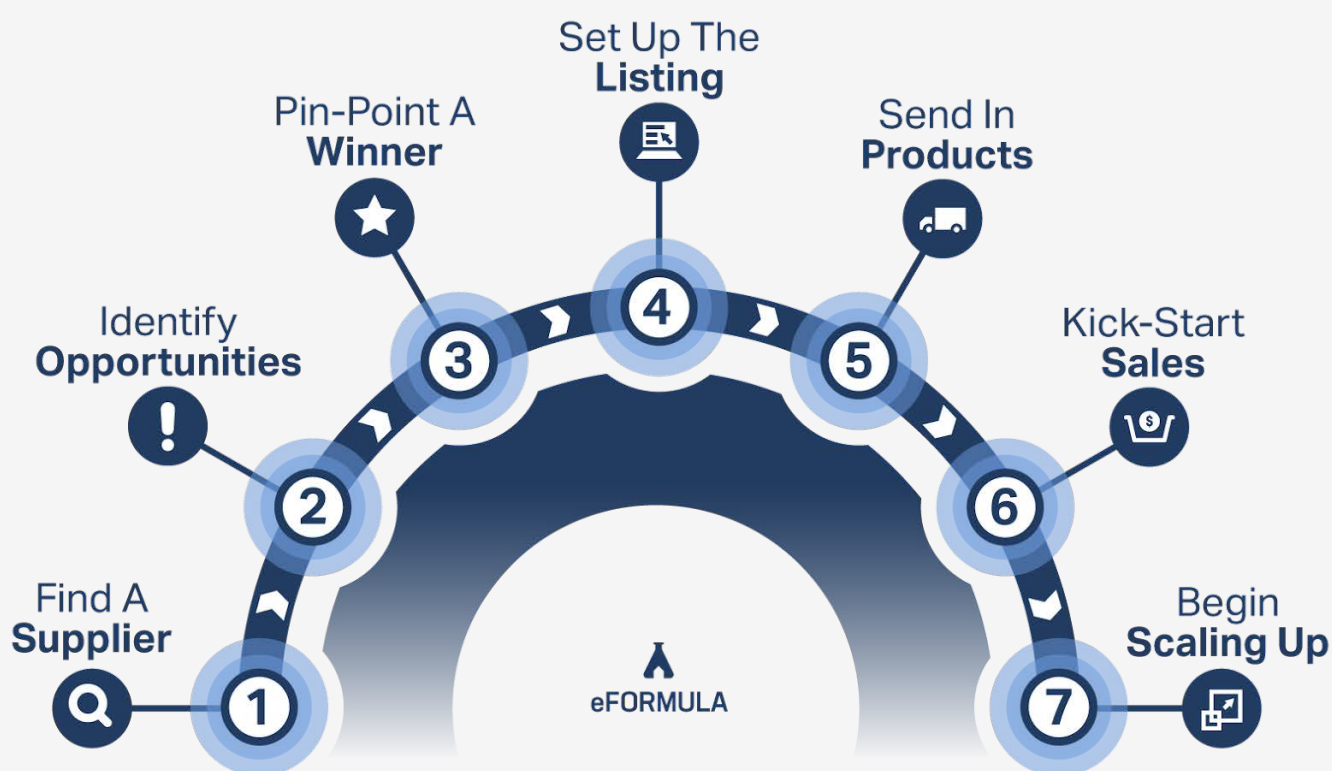 Find A
Supplier
1
Identify
Opportunities
2
Pin-Point A
Winner
3
Set Up The
Listing
4
Send In
Products
5
Kick-Start
Sales
$
6
Begin
Scaling Up
7
eFORMULA